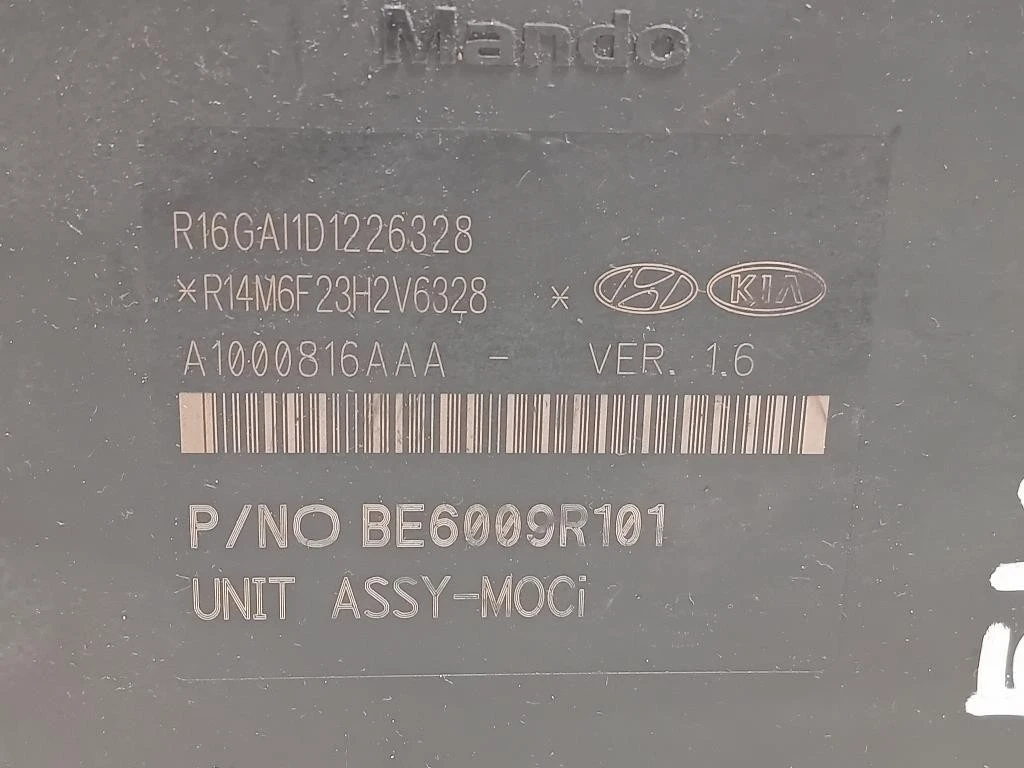 Mando
R16GAI1D1226328
*R14M6F23H2V6328 * KIA
A1000816AAA - VER. 1.6
P/NO BE6009R101
UNIT ASSY-MOCi